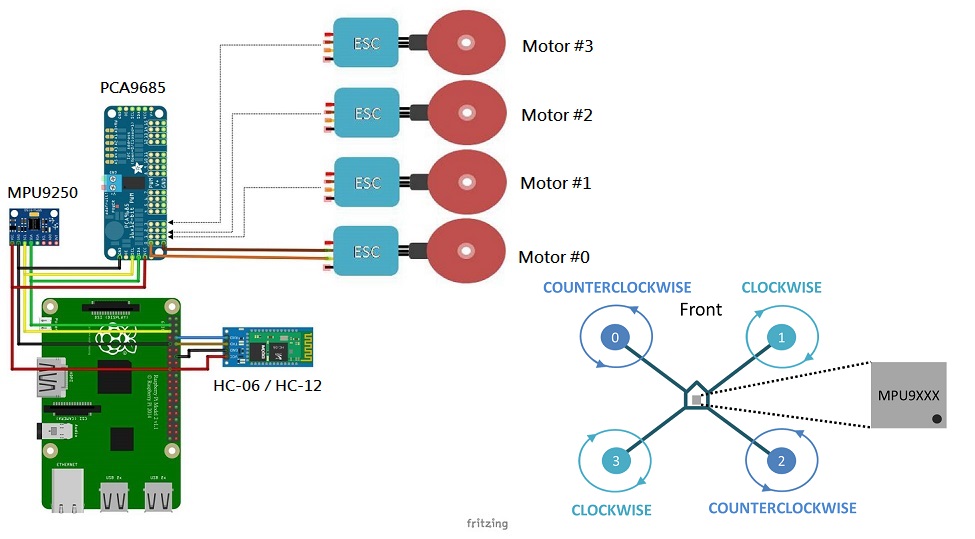 ESC
Motor #3
PCA9685
ESC
Motor #2
ESC
Motor #1
MPU9250
ESC
Motor #0
COUNTERCLOCKWISE
CLOCKWISE
Front
0
1
HC-06 / HC-12
MPU9XXX
3
2
CLOCKWISE
COUNTERCLOCKWISE
ETHERNET
fritzing